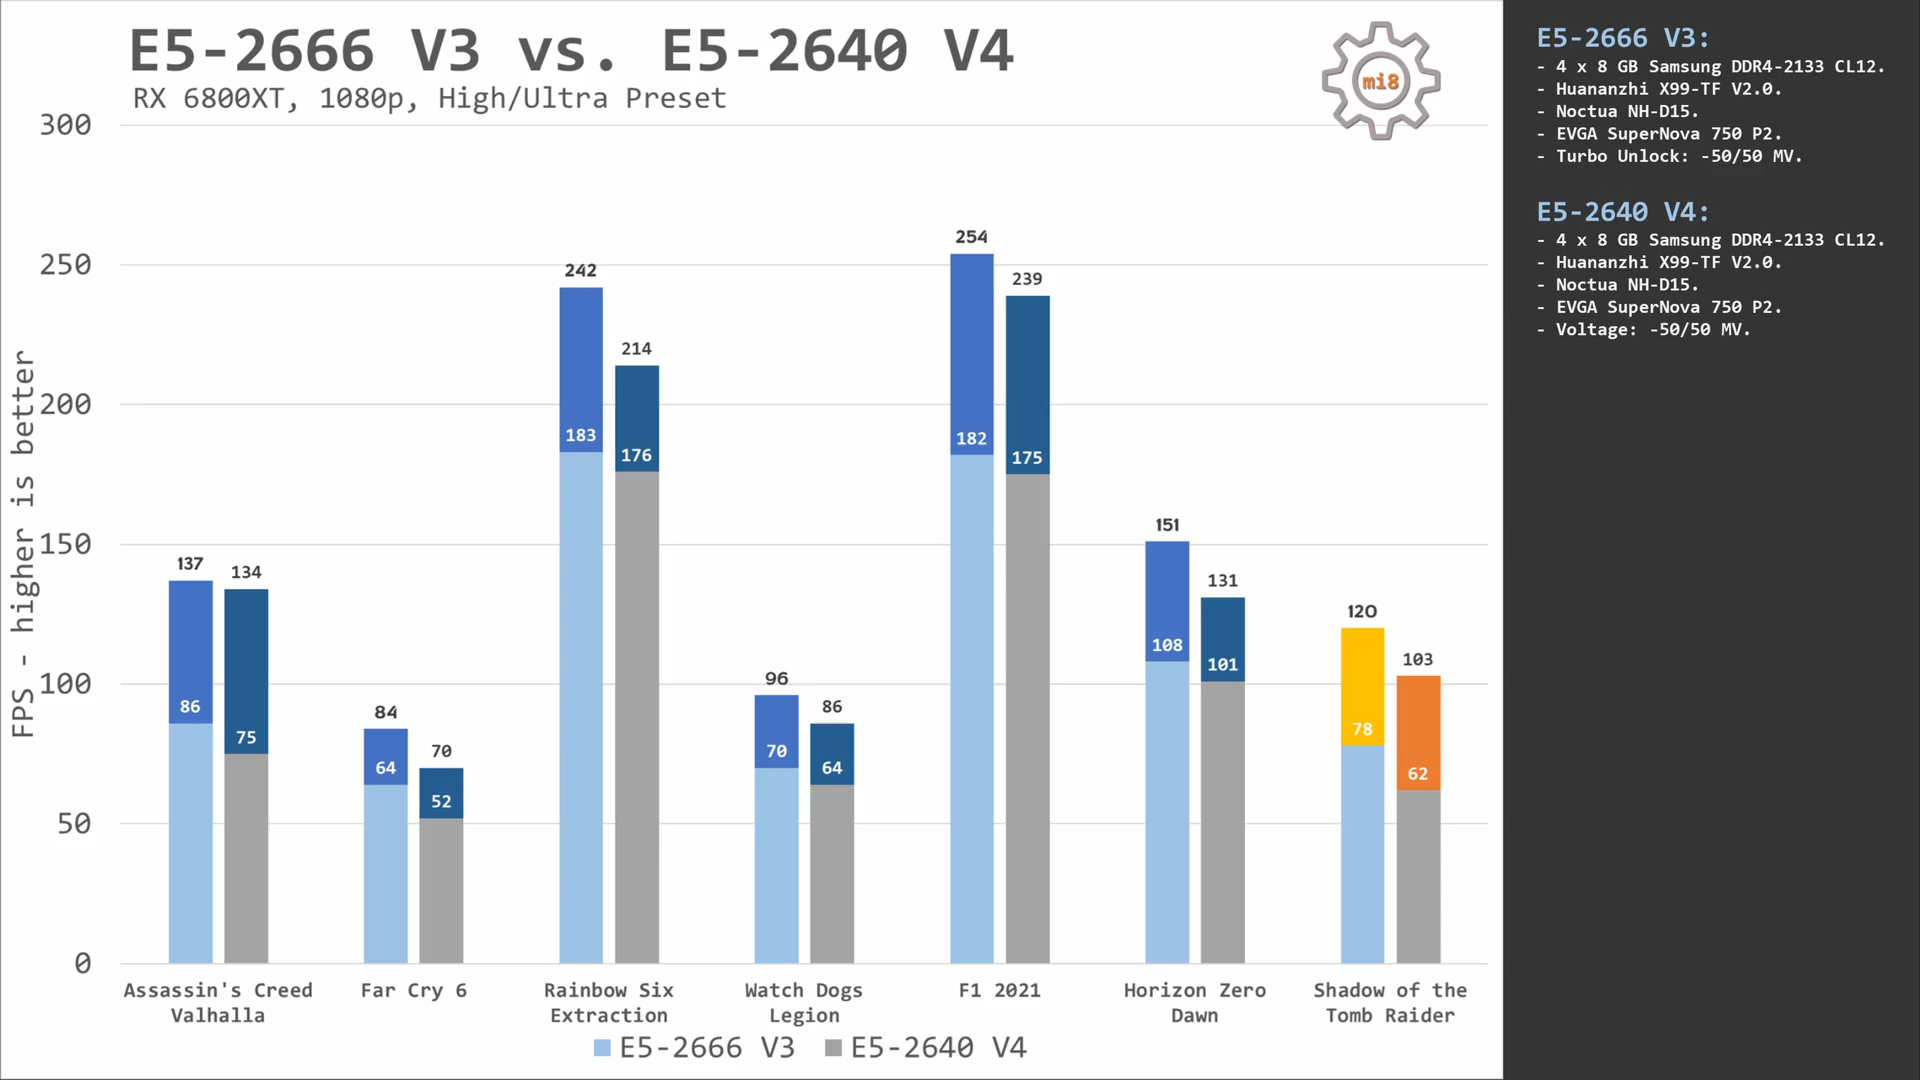 E5-2666 V3 vs. E5-2640 V4
RX 6800XT, 1080p, High/Ultra Preset
mi8
FPS - higher is better
300
250
200
150
100
50
0
137
134
86
75
84
70
64
52
242
214
183
176
96
86
70
64
254
239
182
175
151
131
108
101
120
103
78
62
Assassin's Creed
Valhalla
Far Cry 6
Rainbow Six
Extraction
Watch Dogs
Legion
F1 2021
Horizon Zero
Dawn
Shadow of the
Tomb Raider
E5-2666 V3
E5-2640 V4
E5-2666 V3:
- 4 x 8 GB Samsung DDR4-2133 CL12.
- Huananzhi X99-TF V2.0.
- Noctua NH-D15.
- EVGA SuperNova 750 P2.
- Turbo Unlock: -50/50 MV.
E5-2640 V4:
- 4 x 8 GB Samsung DDR4-2133 CL12.
- Huananzhi X99-TF V2.0.
- Noctua NH-D15.
- EVGA SuperNova 750 P2.
- Voltage: -50/50 MV.